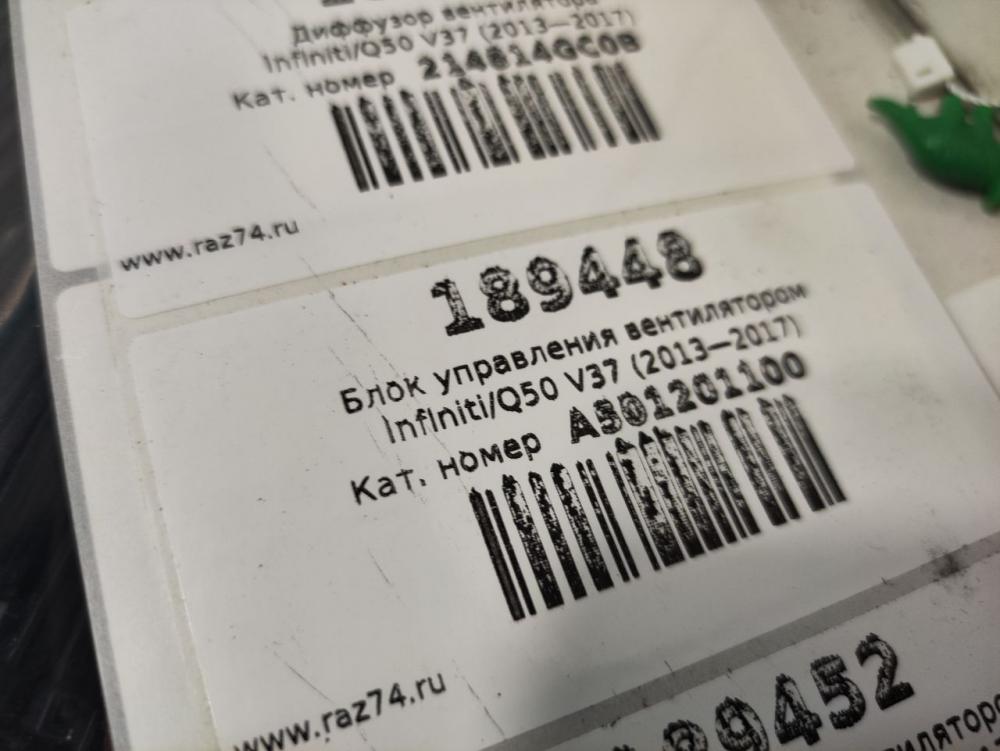 Диффузор вентилятора
Infiniti/Q50 V37 (2013—2017)
Кат. номер 214814GC0B
www.raz74.ru
189448
Блок управления вентилятором
Infiniti/Q50 V37 (2013—2017)
Кат. номер A501201100
www.raz74.ru